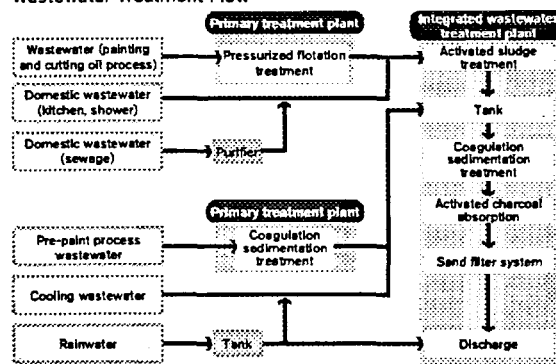 Wastewater Treatment Flow
Primary treatment plant
Integrated wastewater
treatment plant
Wastewater (painting
and cutting oil process)
Pressurized flotation
treatment
Activated sludge
treatment
Domestic wastewater
(kitchen, shower)
Tank
Domestic wastewater
(sewage)
Purifier
Coagulation
sedimentation
treatment
Primary treatment plant
Activated charcoal
absorption
Pre-paint process
wastewater
Coagulation
sedimentation
treatment
Sand filter system
Cooling wastewater
Rainwater
Tank
Discharge